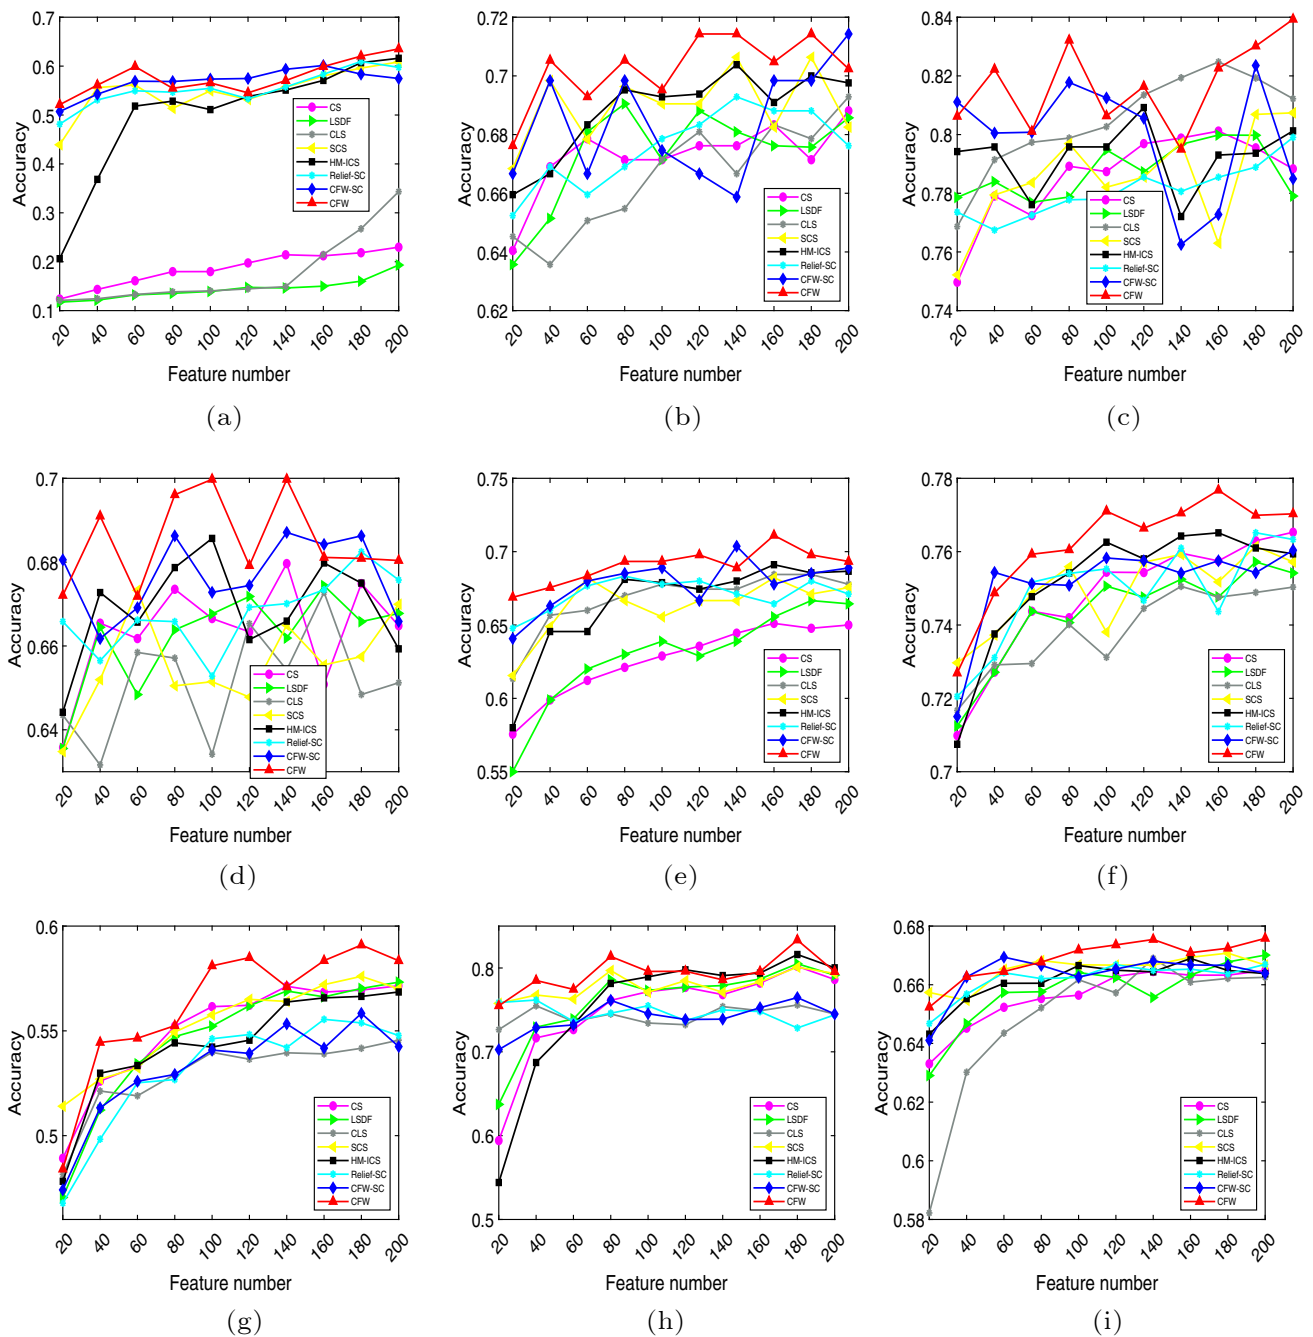 0.7
0.6
0.5
0.4
0.3
0.2
0.1
Accuracy
20 40 60 80 100 120 140 160 180 200
Feature number
CS
LSDF
CLS
SCS
HM-ICS
Relief-SC
CFW-SC
CFW
(a)
0.72
0.7
0.68
0.66
0.64
0.62
Accuracy
20 40 60 80 100 120 140 160 180 200
Feature number
CS
LSDF
CLS
SCS
HM-ICS
Relief-SC
CFW-SC
CFW
(b)
0.84
0.82
0.8
0.78
0.76
0.74
Accuracy
20 40 60 80 100 120 140 160 180 200
Feature number
CS
LSDF
CLS
SCS
HM-ICS
Relief-SC
CFW-SC
CFW
(c)
0.7
0.68
0.66
0.64
Accuracy
20 40 60 80 100 120 140 160 180 200
Feature number
CS
LSDF
CLS
SCS
HM-ICS
Relief-SC
CFW-SC
CFW
(d)
0.75
0.7
0.65
0.6
0.55
Accuracy
20 40 60 80 100 120 140 160 180 200
Feature number
CS
LSDF
CLS
SCS
HM-ICS
Relief-SC
CFW-SC
CFW
(e)
0.78
0.76
0.74
0.72
0.7
Accuracy
20 40 60 80 100 120 140 160 180 200
Feature number
CS
LSDF
CLS
SCS
HM-ICS
Relief-SC
CFW-SC
CFW
(f)
0.6
0.55
0.5
Accuracy
20 40 60 80 100 120 140 160 180 200
Feature number
CS
LSDF
CLS
SCS
HM-ICS
Relief-SC
CFW-SC
CFW
(g)
0.8
0.7
0.6
0.5
Accuracy
20 40 60 80 100 120 140 160 180 200
Feature number
CS
LSDF
CLS
SCS
HM-ICS
Relief-SC
CFW-SC
CFW
(h)
0.68
0.66
0.64
0.62
0.6
0.58
Accuracy
20 40 60 80 100 120 140 160 180 200
Feature number
CS
LSDF
CLS
SCS
HM-ICS
Relief-SC
CFW-SC
CFW
(i)